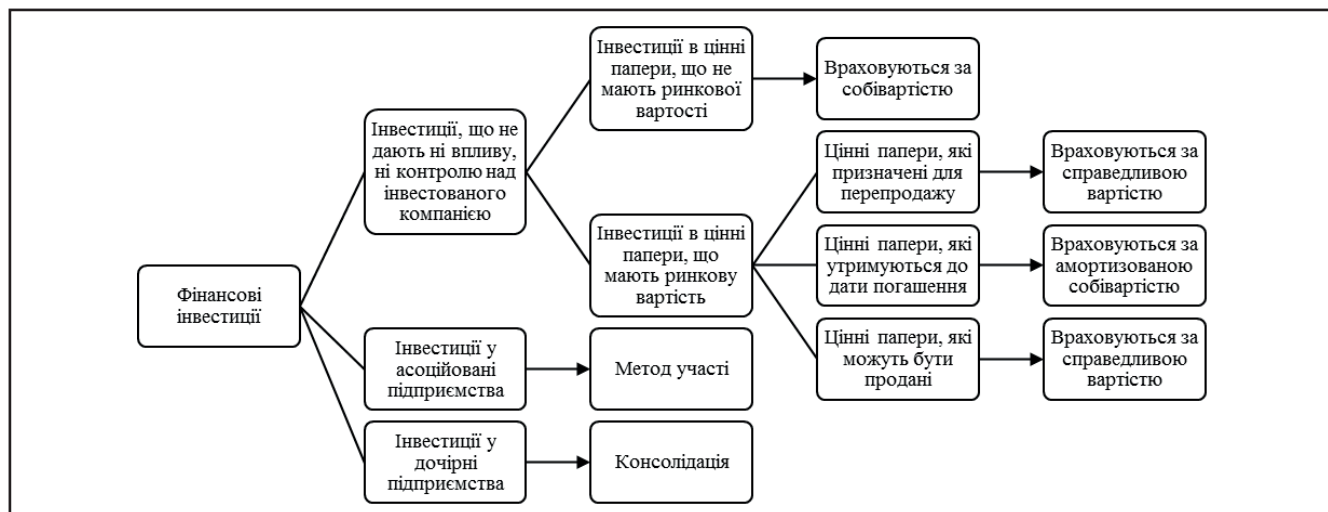 Фінансові
інвестиції
Інвестиції, що не
дають ні впливу,
ні контролю над
інвестованого
компанією
Інвестиції в цінні
папери, що не
мають ринкової
вартості
Враховуються за
собівартістю
Інвестиції в цінні
папери, що
мають ринкову
вартість
Цінні папери, які
призначені для
перепродажу
Враховуються за
справедливою
вартістю
Цінні папери, які
утримуються до
дати погашення
Враховуються за
амортизованою
собівартістю
Цінні папери, які
можуть бути
продані
Враховуються за
справедливою
вартістю
Інвестиції у
асоційовані
підприємства
Метод участі
Інвестиції у
дочірні
підприємства
Консолідація